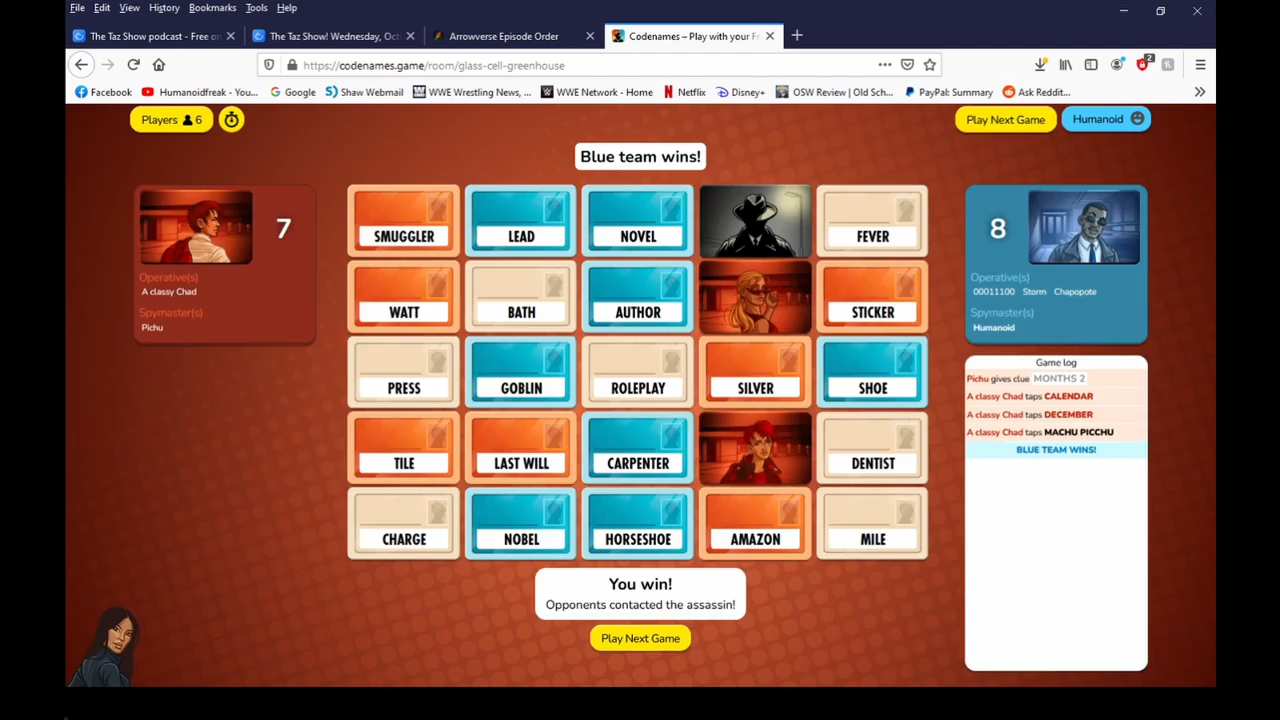 File Edit View History Bookmarks Tools Help
The Taz Show podcast - Free on
The Taz Show! Wednesday, Oct
Arrowverse Episode Order
Codenames – Play with your Fr
https://codenames.game/room/glass-cell-greenhouse
2
Facebook Humanoidfreak - You... Google Shaw Webmail WWE Wrestling News, ... WWE Network - Home Netflix Disney+ OSW Review | Old Sch... PayPal: Summary Ask Reddit...
Players 6
Play Next Game
Humanoid
Blue team wins!
7
Operative(s)
A classy Chad
Spymaster(s)
Pichu
SMUGGLER LEAD NOVEL FEVER
WATT BATH AUTHOR STICKER
PRESS GOBLIN ROLEPLAY SILVER SHOE
TILE LAST WILL CARPENTER DENTIST
CHARGE NOBEL HORSESHOE AMAZON MILE
8
Operative(s)
00011100 Storm Chapopote
Spymaster(s)
Humanoid
Game log
Pichu gives clue MONTHS 2
A classy Chad taps CALENDAR
A classy Chad taps DECEMBER
A classy Chad taps MACHU PICCHU
BLUE TEAM WINS!
You win!
Opponents contacted the assassin!
Play Next Game